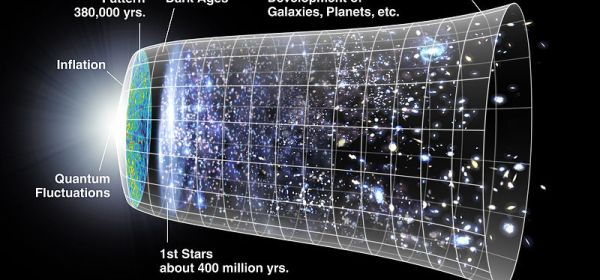 Pattern
380,000 yrs.
Dark Ages
Development of
Galaxies, Planets, etc.
Inflation
Quantum
Fluctuations
1st Stars
about 400 million yrs.